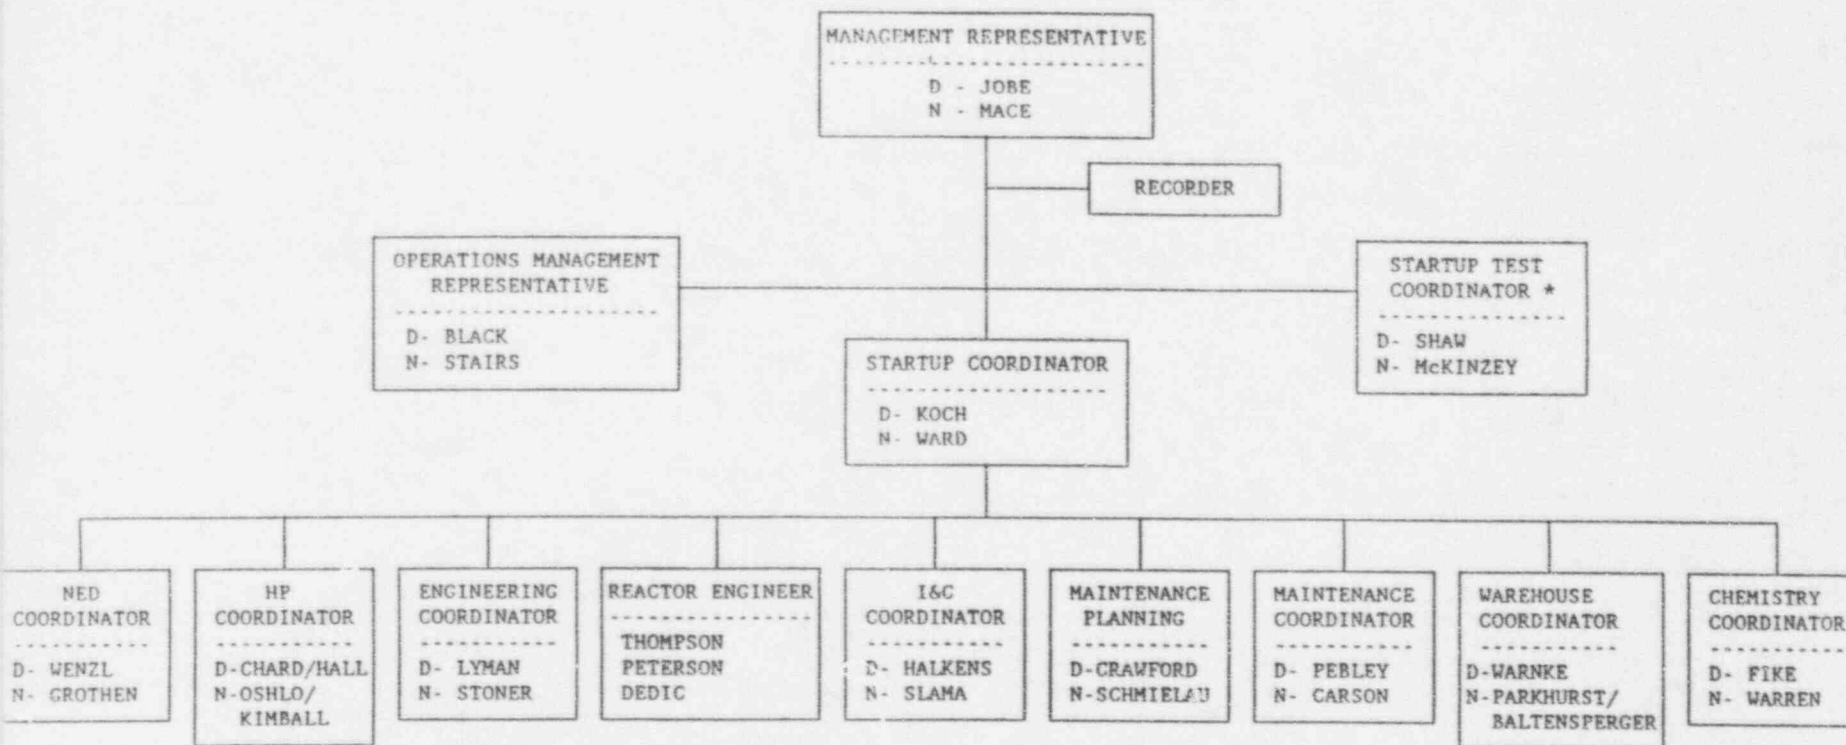 MANAGEMENT REPRESENTATIVE
D - JOBE
N - MACE
RECORDER
OPERATIONS MANAGEMENT
REPRESENTATIVE
D- BLACK
N- STAIRS
STARTUP TEST
COORDINATOR *
D- SHAW
N- McKINZEY
STARTUP COORDINATOR
D- KOCH
N- WARD
NED
COORDINATOR
D- WENZL
N- GROTHEN
HP
COORDINATOR
D-CHARD/HALL
N-OSHLO/
KIMBALL
ENGINEERING
COORDINATOR
D- LYMAN
N- STONER
REACTOR ENGINEER
THOMPSON
PETERSON
DEDIC
I&C
COORDINATOR
D- HALKENS
N- SLAMA
MAINTENANCE
PLANNING
D-CRAWFORD
N-SCHMIELAU
MAINTENANCE
COORDINATOR
D- PEBLEY
N- CARSON
WAREHOUSE
COORDINATOR
D-WARNKE
N-PARKHURST/
BALTENSPERGER
CHEMISTRY
COORDINATOR
D- FIKE
N- WARREN